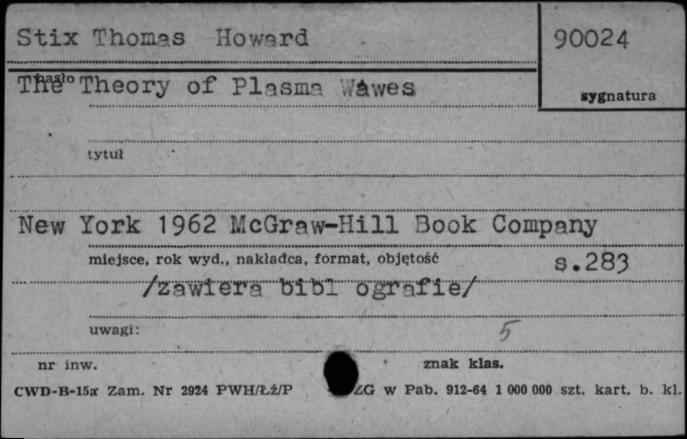 Stix Thomas Howard
90024
hasło
The Theory of Plasma Wawes
sygnatura
tytuł
New York 1962 McGraw-Hill Book Company
miejsce, rok wyd., nakładca, format, objętość
s.283
/zawiera bibl ografie/
uwagi:
5
nr inw.
znak klas.
CWD-B-15a Zam. Nr 2924 PWH/Łź/P ZG w Pab. 912-64 1 000 000 szt. kart. b. kl.